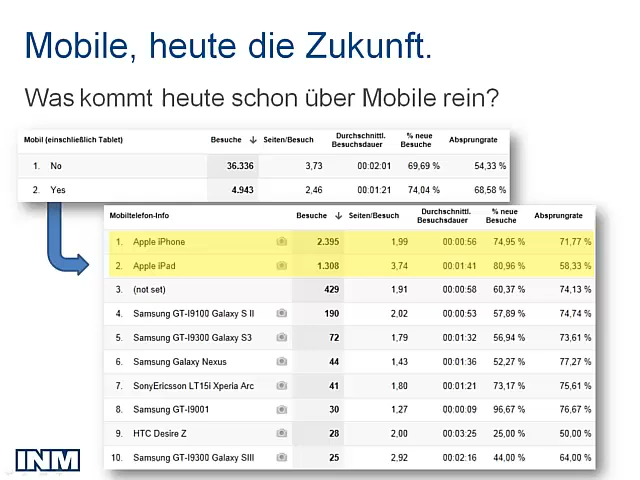 Mobile, heute die Zukunft.
Was kommt heute schon über Mobile rein?
Mobil (einschließlich Tablet) Besuche Seiten/Besuch Durchschnittl. Besuchsdauer % neue Besuche Absprungrate
1. No 36.336 3,73 00:02:01 69,69 % 54,33 %
2. Yes 4.943 2,46 00:01:21 74,04 % 68,58 %
Mobiltelefon-Info Besuche Seiten/Besuch Durchschnittl. Besuchsdauer % neue Besuche Absprungrate
1. Apple iPhone 2.395 1,99 00:00:56 74,95 % 71,77 %
2. Apple iPad 1.308 3,74 00:01:41 80,96 % 58,33 %
3. (not set) 429 1,91 00:00:58 60,37 % 74,13 %
4. Samsung GT-I9100 Galaxy S II 190 2,02 00:00:53 57,89 % 74,74 %
5. Samsung GT-I9300 Galaxy S3 72 1,79 00:01:32 56,94 % 73,61 %
6. Samsung Galaxy Nexus 44 1,43 00:01:36 52,27 % 77,27 %
7. SonyEricsson LT15i Xperia Arc 41 1,80 00:01:21 73,17 % 75,61 %
8. Samsung GT-I9001 30 1,27 00:00:09 96,67 % 76,67 %
9. HTC Desire Z 28 2,00 00:03:25 25,00 % 50,00 %
10. Samsung GT-I9300 Galaxy SIII 25 2,92 00:02:16 44,00 % 64,00 %
INM